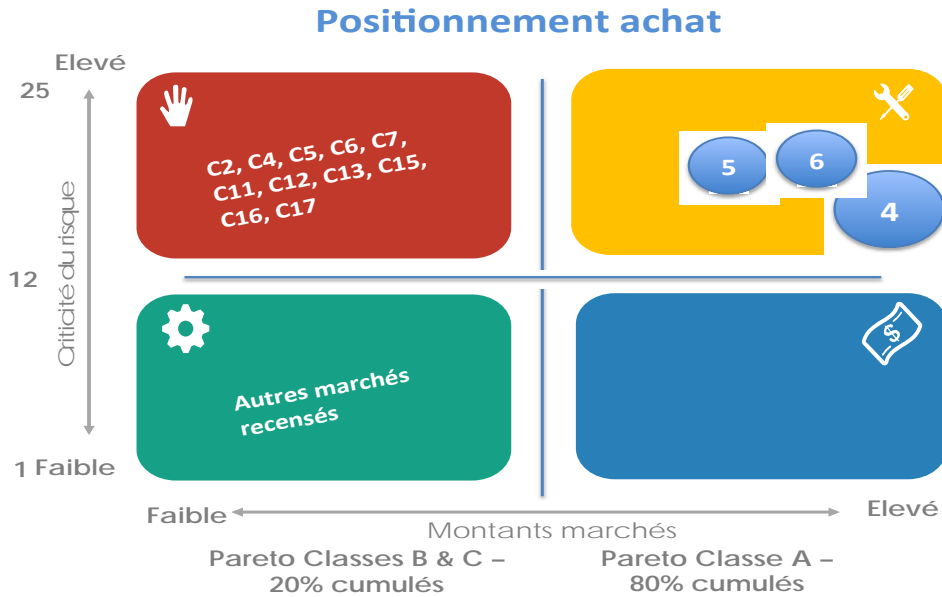 Positionnement achat
Elevé
25
C2, C4, C5, C6, C7,
C11, C12, C13, C15,
C16, C17
5
6
4
12
Criticité du risque
Autres marchés
recensés
$
1 Faible
Faible
Elevé
Montants marchés
Pareto Classes B & C –
20% cumulés
Pareto Classe A –
80% cumulés